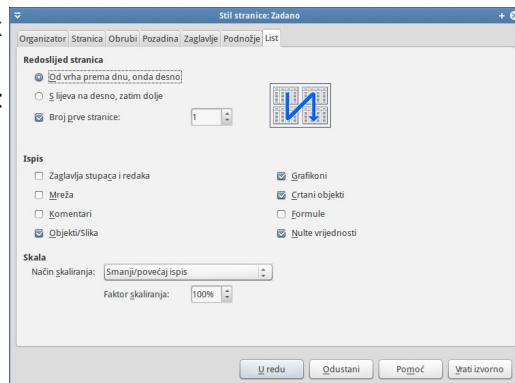 Stil stranice: Zadano
Organizator Stranica Obrubi Pozadina Zaglavlje Podnožje List
Redoslijed stranica
Od vrha prema dnu, onda desno
S lijeva na desno, zatim dolje
Broj prve stranice: 1
Ispis
Zaglavlja stupaca i redaka Grafikoni
Mreža Crtani objekti
Komentari Formule
Objekti/Slika Nulte vrijednosti
Skala
Način skaliranja: Smanji/povećaj ispis
Faktor skaliranja: 100%
U redu Odustani Pomoć Vrati izvorno